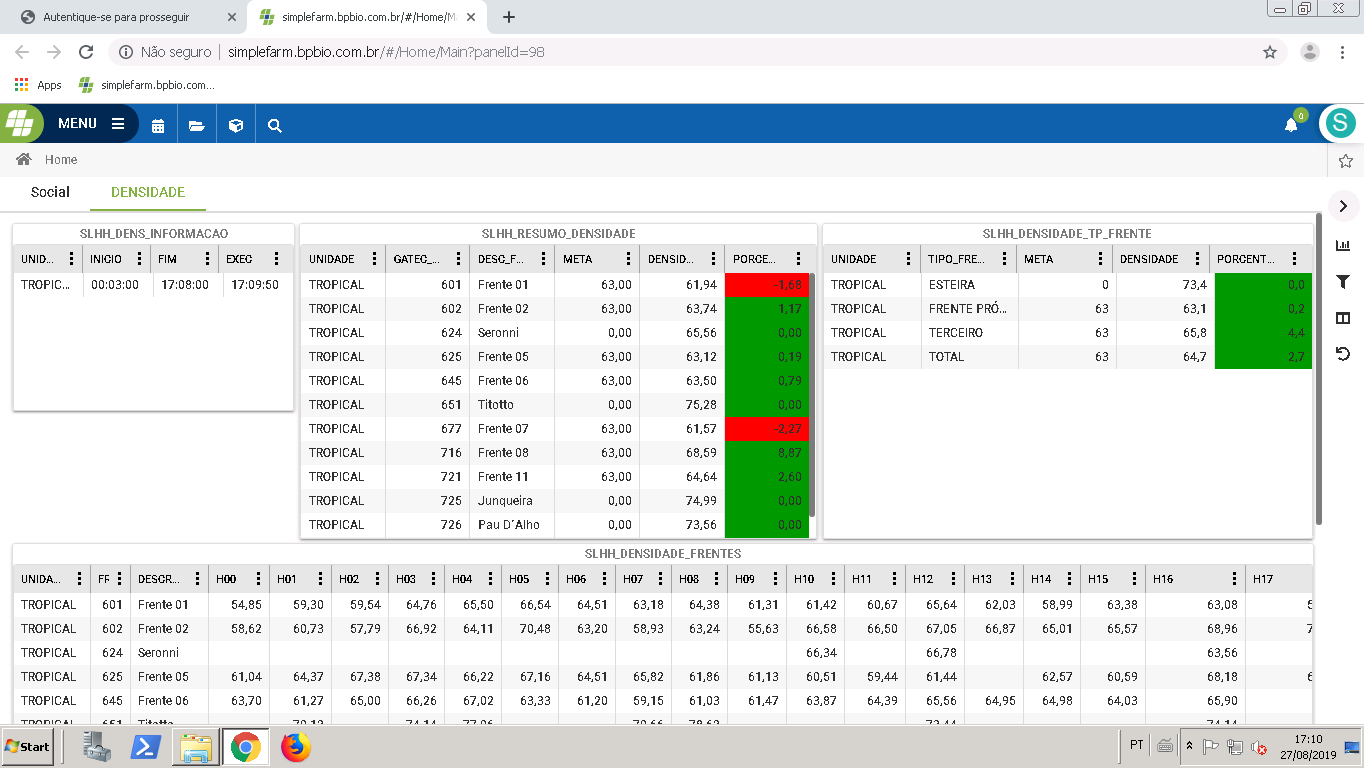 Autentique-se para prosseguir simplefarm.bpbio.com.br/#/Home/M
Não seguro simplefarm.bpbio.com.br/#/Home/Main?panelId=98
Apps simplefarm.bpbio.com...
MENU 0 S
Home
Social DENSIDADE
SLHH_DENS_INFORMACAO
UNID... INICIO FIM EXEC
TROPIC... 00:03:00 17:08:00 17:09:50
SLHH_RESUMO_DENSIDADE
UNIDADE GATEC_... DESC_F... META DENSID... PORCE...
TROPICAL 601 Frente 01 63,00 61,94 -1,68
TROPICAL 602 Frente 02 63,00 63,74 1,17
TROPICAL 624 Seronni 0,00 65,56 0,00
TROPICAL 625 Frente 05 63,00 63,12 0,19
TROPICAL 645 Frente 06 63,00 63,50 0,79
TROPICAL 651 Titotto 0,00 75,28 0,00
TROPICAL 677 Frente 07 63,00 61,57 -2,27
TROPICAL 716 Frente 08 63,00 68,59 8,87
TROPICAL 721 Frente 11 63,00 64,64 2,60
TROPICAL 725 Junqueira 0,00 74,99 0,00
TROPICAL 726 Pau D´Alho 0,00 73,56 0,00
SLHH_DENSIDADE_TP_FRENTE
UNIDADE TIPO_FRE... META DENSIDADE PORCENT...
TROPICAL ESTEIRA 0 73,4 0,0
TROPICAL FRENTE PRÓ... 63 63,1 0,2
TROPICAL TERCEIRO 63 65,8 4,4
TROPICAL TOTAL 63 64,7 2,7
SLHH_DENSIDADE_FRENTES
UNIDA... FF DESCR... H00 H01 H02 H03 H04 H05 H06 H07 H08 H09 H10 H11 H12 H13 H14 H15 H16 H17
TROPICAL 601 Frente 01 54,85 59,30 59,54 64,76 65,50 66,54 64,51 63,18 64,38 61,31 61,42 60,67 65,64 62,03 58,99 63,38 63,08
TROPICAL 602 Frente 02 58,62 60,73 57,79 66,92 64,11 70,48 63,20 58,93 63,24 55,63 66,58 66,50 67,05 66,87 65,01 65,57 68,96
TROPICAL 624 Seronni 66,34 66,78 63,56
TROPICAL 625 Frente 05 61,04 64,37 67,38 67,34 66,22 67,16 64,51 65,82 61,86 61,13 60,51 59,44 61,44 62,57 60,59 68,18
TROPICAL 645 Frente 06 63,70 61,27 65,00 66,26 67,02 63,33 61,20 59,15 61,03 61,47 63,87 64,39 65,56 64,95 64,98 64,03 65,90
TROPICAL 651 Titotto
Start PT 17:10
27/08/2019